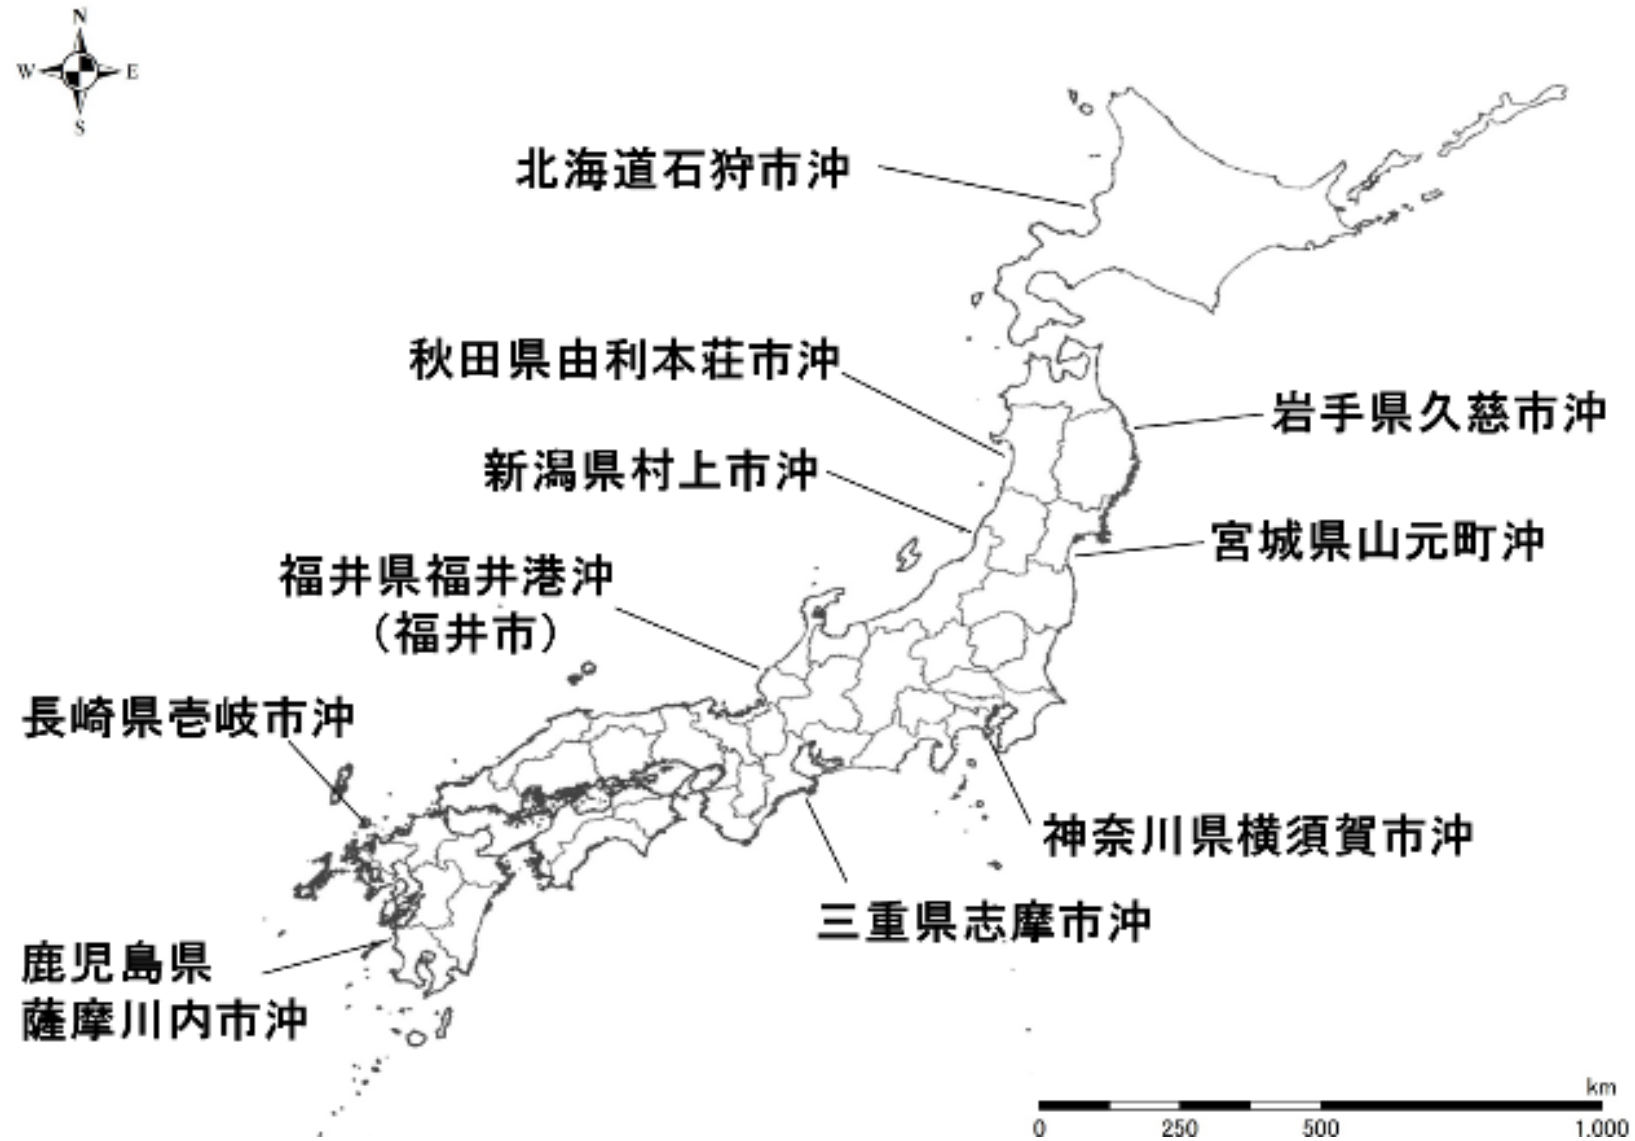 N
W E
S
北海道石狩市沖
秋田県由利本荘市沖
岩手県久慈市沖
新潟県村上市沖
宮城県山元町沖
福井県福井港沖
（福井市）
長崎県壱岐市沖
神奈川県横須賀市沖
三重県志摩市沖
鹿児島県
薩摩川内市沖
km
0 250 500 1,000